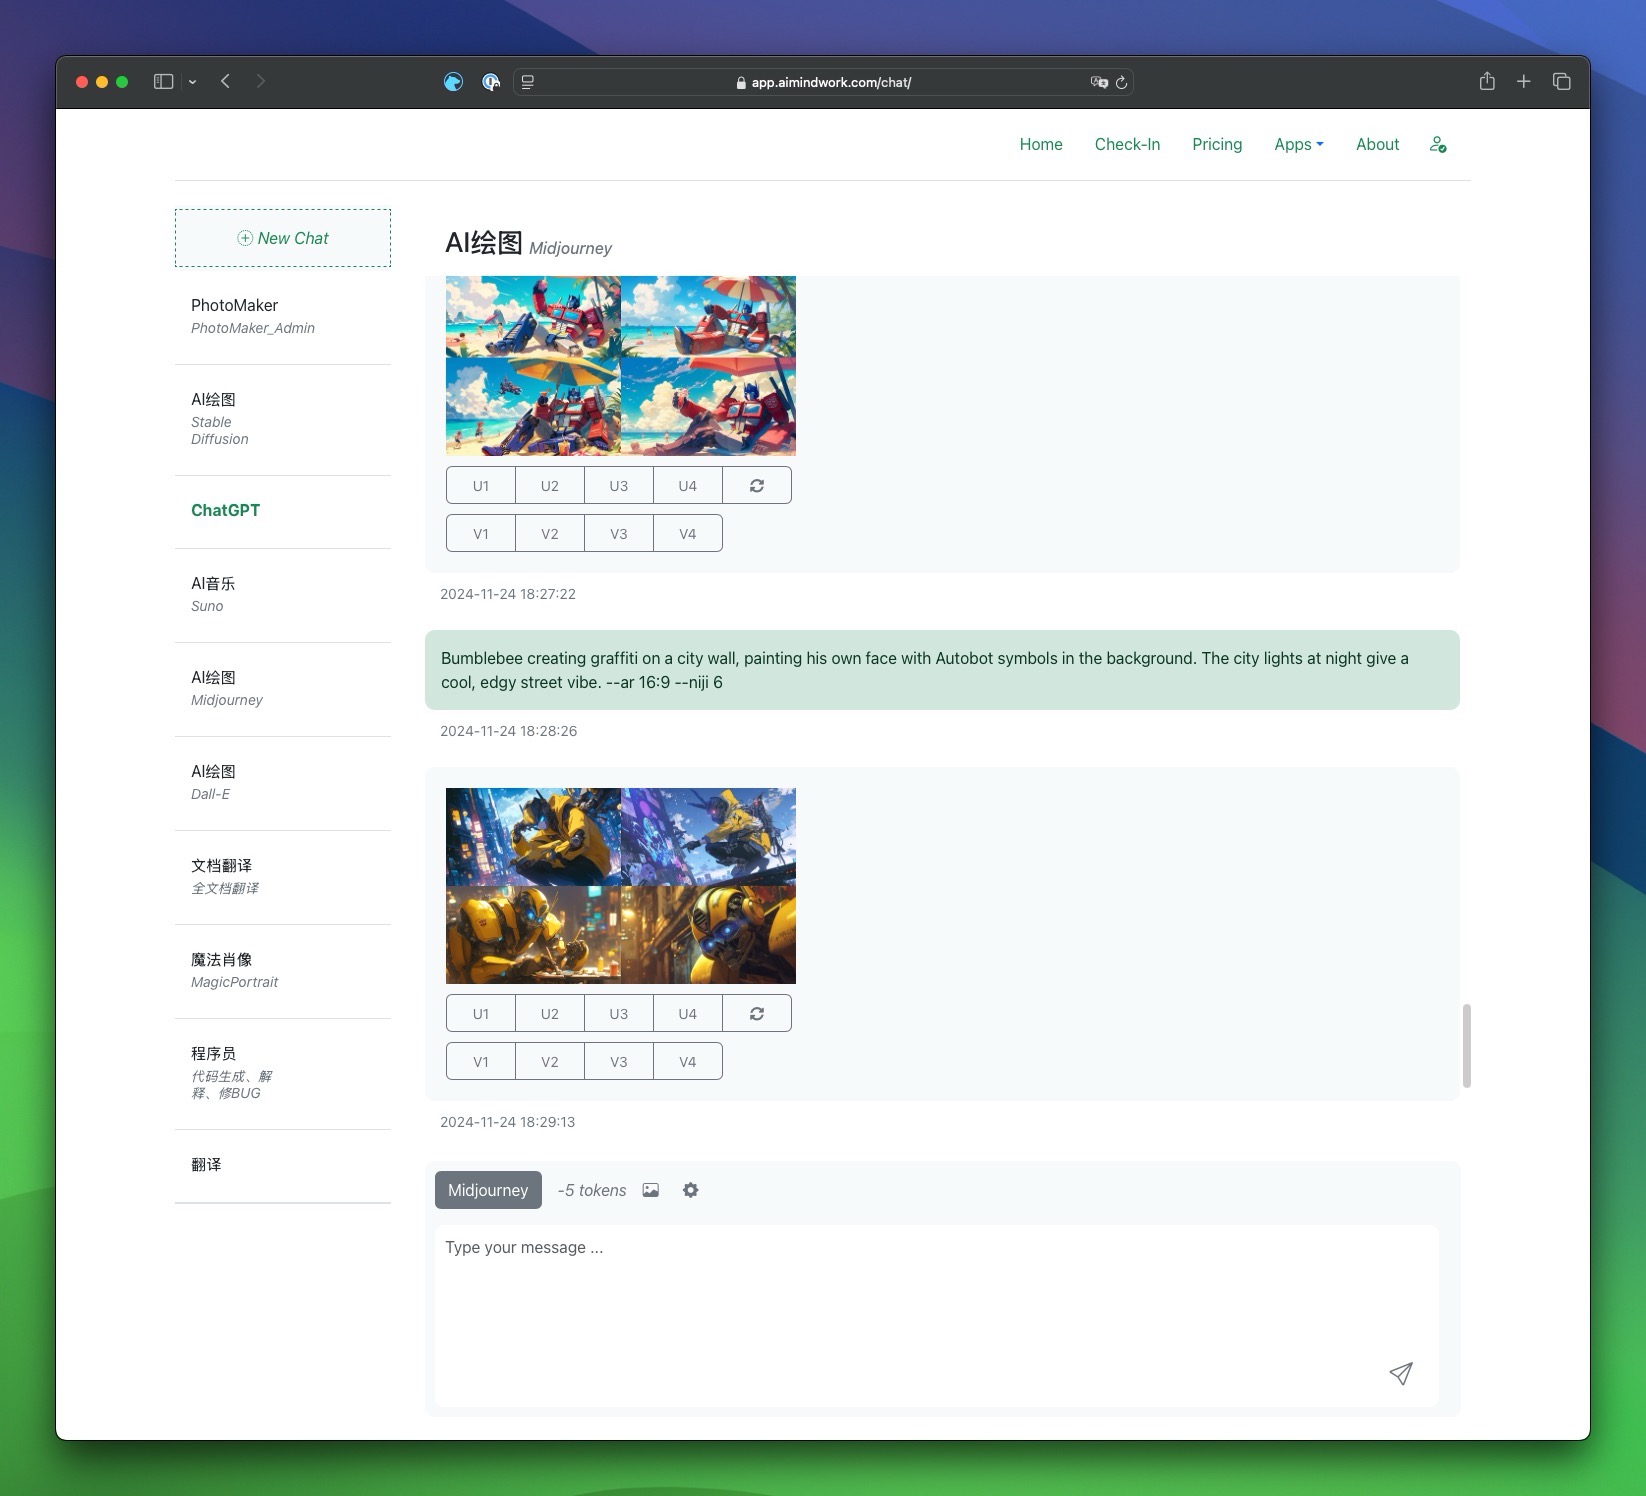 app.aimindwork.com/chat/
Home
Check-In
Pricing
Apps
About
New Chat
PhotoMaker
PhotoMaker_Admin
AI绘图
Stable
Diffusion
ChatGPT
AI音乐
Suno
AI绘图
Midjourney
AI绘图
Dall-E
文档翻译
全文档翻译
魔法肖像
MagicPortrait
程序员
代码生成、解
释、修BUG
翻译
AI绘图 Midjourney
U1
U2
U3
U4
V1
V2
V3
V4
2024-11-24 18:27:22
Bumblebee creating graffiti on a city wall, painting his own face with Autobot symbols in the background. The city lights at night give a
cool, edgy street vibe. --ar 16:9 --niji 6
2024-11-24 18:28:26
U1
U2
U3
U4
V1
V2
V3
V4
2024-11-24 18:29:13
Midjourney
-5 tokens
Type your message ...